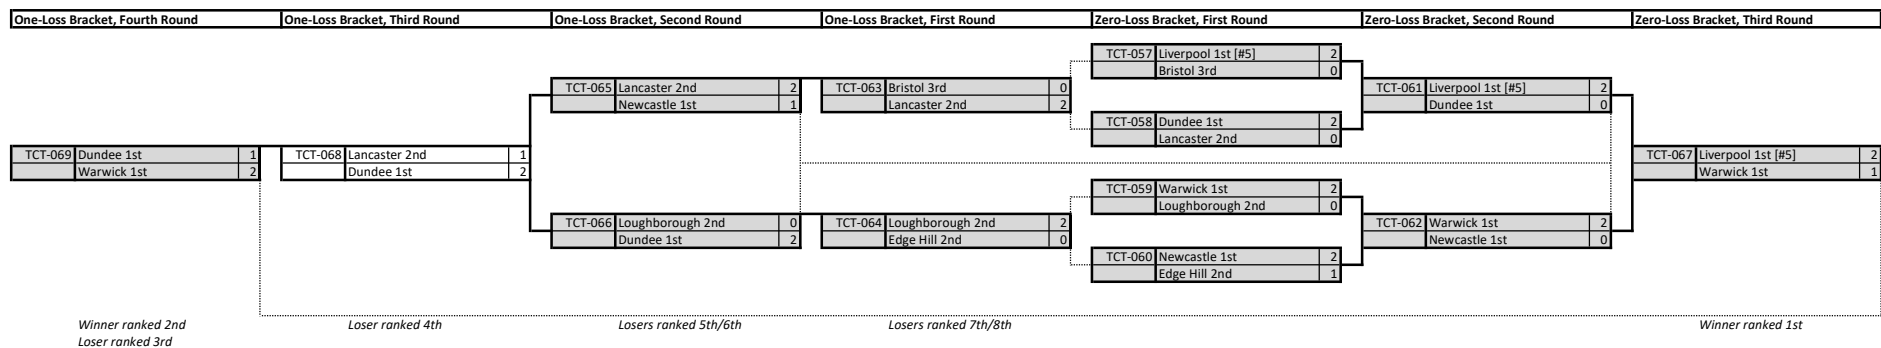 One-Loss Bracket, Fourth Round One-Loss Bracket, Third Round One-Loss Bracket, Second Round One-Loss Bracket, First Round Zero-Loss Bracket, First Round Zero-Loss Bracket, Second Round Zero-Loss Bracket, Third Round
TCT-057 Liverpool 1st [#5] 2
Bristol 3rd 0
TCT-065 Lancaster 2nd 2 TCT-063 Bristol 3rd 0 TCT-061 Liverpool 1st [#5] 2
Newcastle 1st 1 Lancaster 2nd 2 Dundee 1st 0
TCT-058 Dundee 1st 2
Lancaster 2nd 0
TCT-069 Dundee 1st 1 TCT-068 Lancaster 2nd 1 TCT-067 Liverpool 1st [#5] 2
Warwick 1st 2 Dundee 1st 2 Warwick 1st 1
TCT-059 Warwick 1st 2
Loughborough 2nd 0
TCT-066 Loughborough 2nd 0 TCT-064 Loughborough 2nd 2 TCT-062 Warwick 1st 2
Dundee 1st 2 Edge Hill 2nd 0 Newcastle 1st 0
TCT-060 Newcastle 1st 2
Edge Hill 2nd 1
Winner ranked 2nd Loser ranked 4th Losers ranked 5th/6th Losers ranked 7th/8th Winner ranked 1st
Loser ranked 3rd